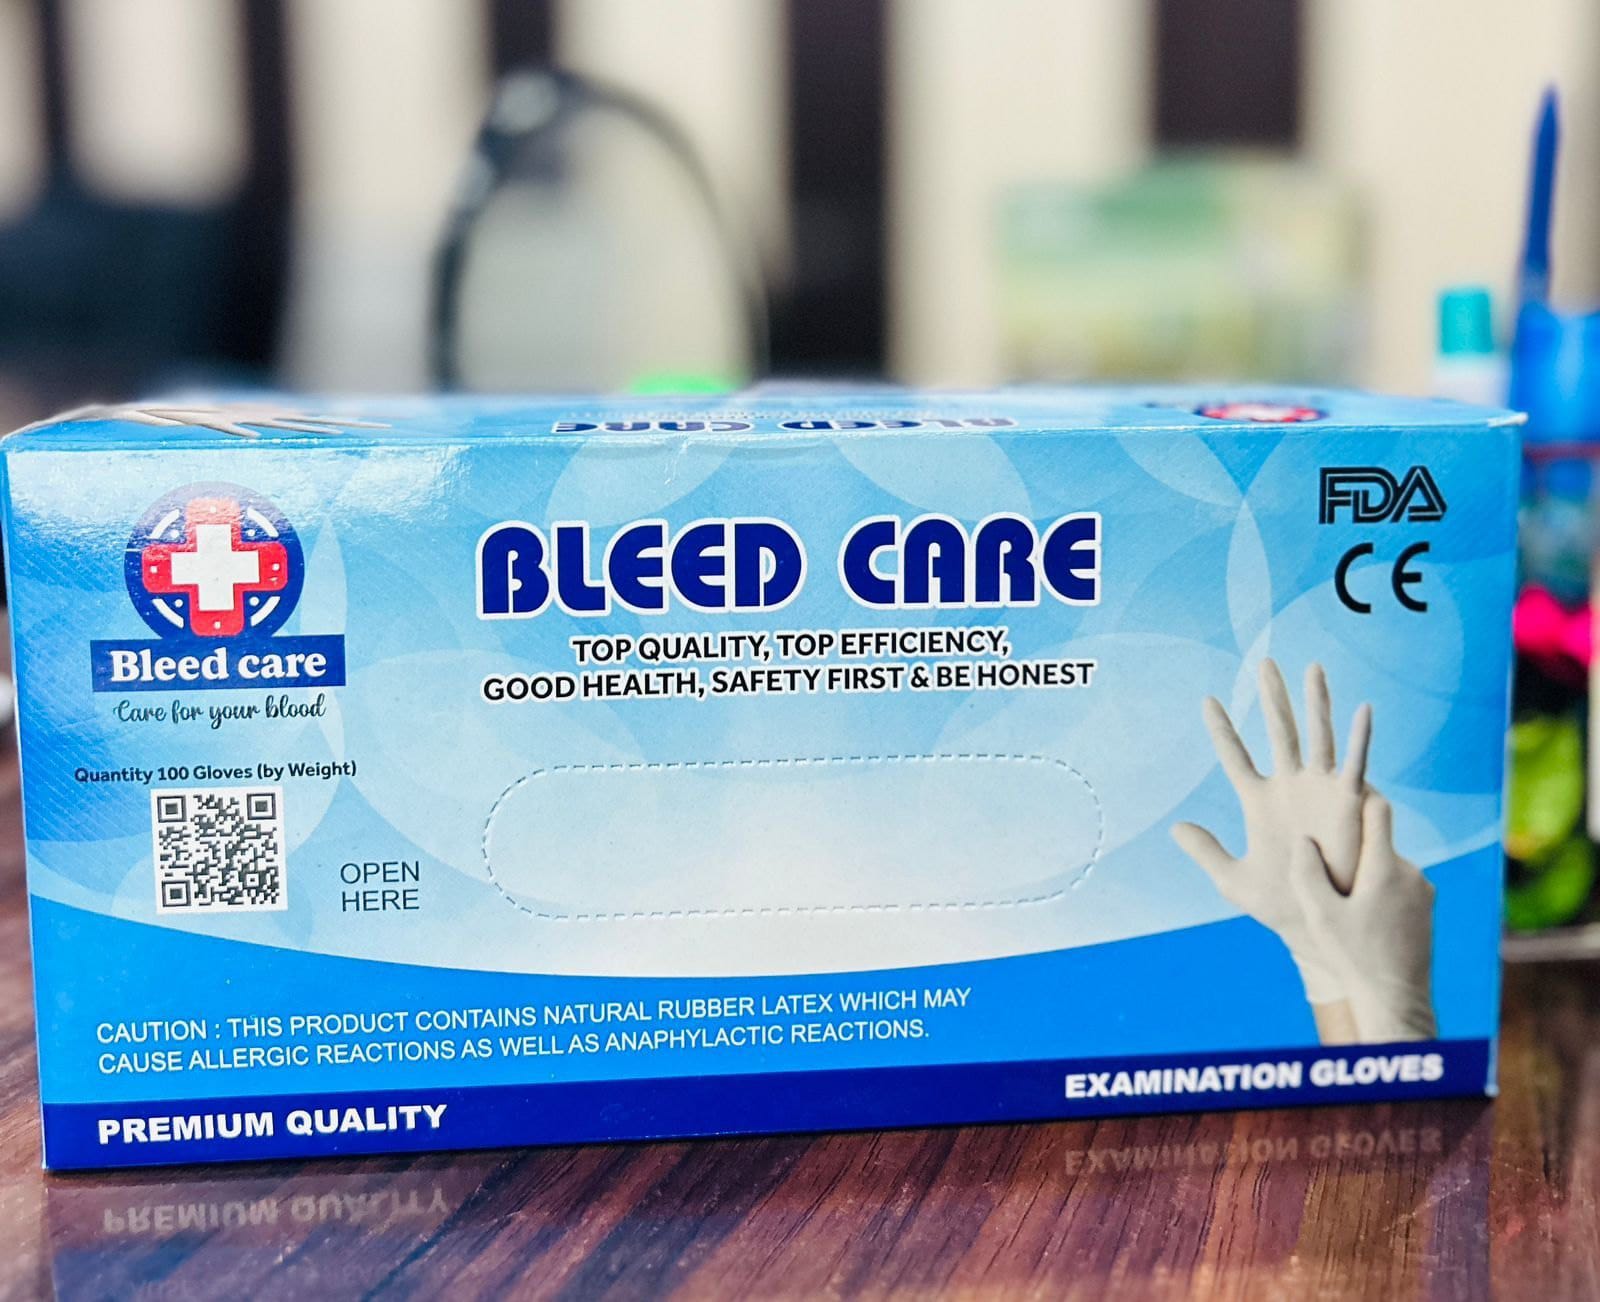 BLEED CARE
FDA
CE
BLEED CARE
TOP QUALITY, TOP EFFICIENCY,
GOOD HEALTH, SAFETY FIRST & BE HONEST
Bleed care
Care for your blood
Quantity 100 Gloves (by Weight)
OPEN
HERE
CAUTION : THIS PRODUCT CONTAINS NATURAL RUBBER LATEX WHICH MAY
CAUSE ALLERGIC REACTIONS AS WELL AS ANAPHYLACTIC REACTIONS.
PREMIUM QUALITY
EXAMINATION GLOVES